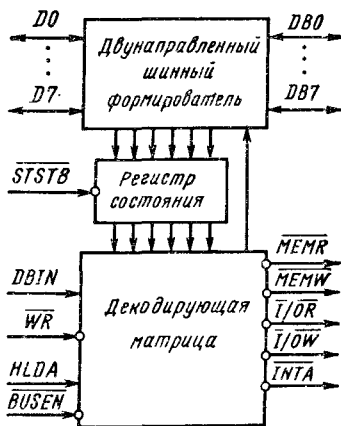 D0
DB0
Двунаправленный
шинный
формирователь
D7
DB7
STSTB
Регистр
состояния
DBIN
WR
HLDA
BUSEN
Декодирующая
матрица
MEMR
MEMW
I/OR
I/OW
INTA